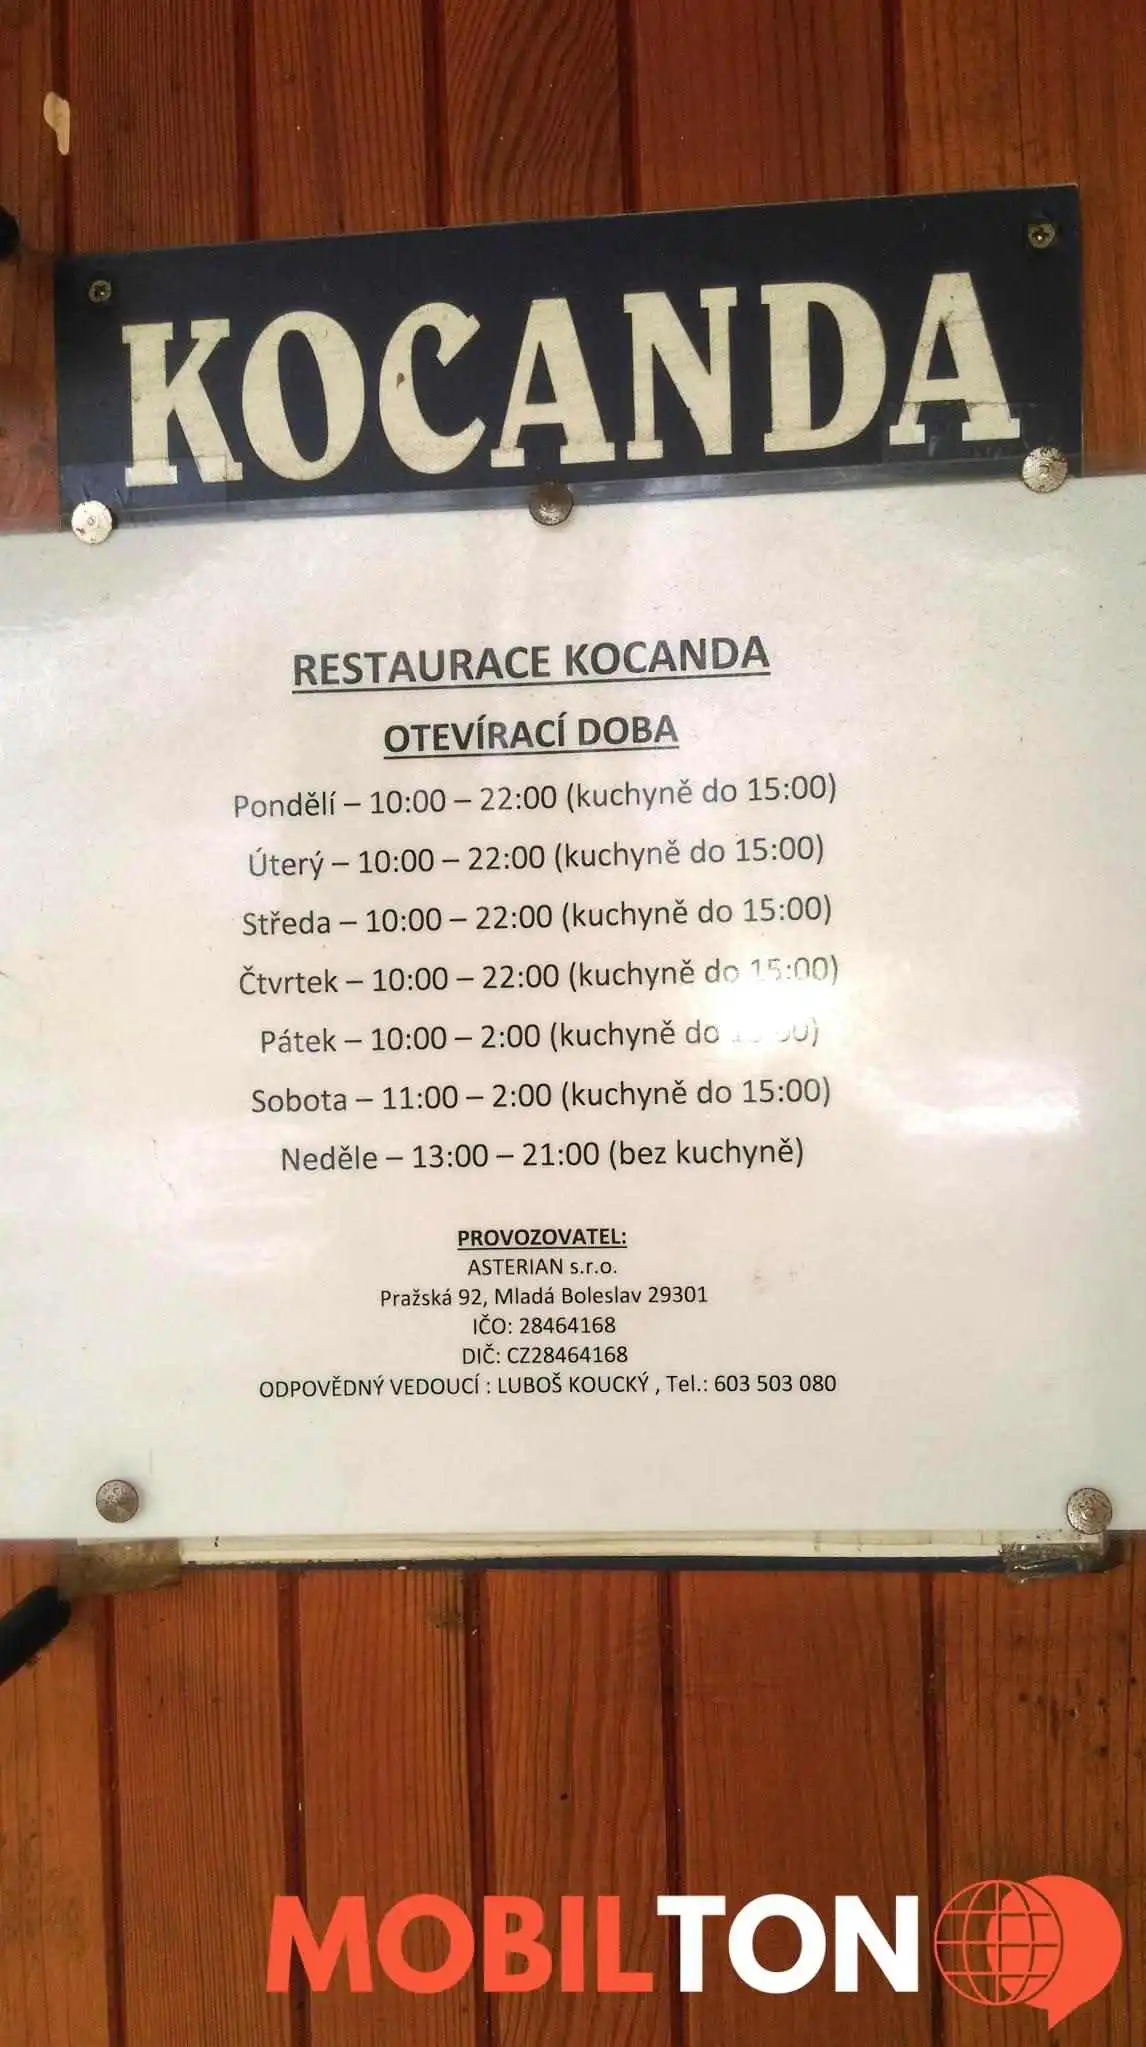 KOCANDA
RESTAURACE KOCANDA
OTEVÍRACÍ DOBA
Pondělí – 10:00 – 22:00 (kuchyně do 15:00)
Úterý – 10:00 – 22:00 (kuchyně do 15:00)
Středa – 10:00 – 22:00 (kuchyně do 15:00)
Čtvrtek – 10:00 – 22:00 (kuchyně do 15:00)
Pátek – 10:00 – 2:00 (kuchyně do
Sobota – 11:00 – 2:00 (kuchyně do 15:00)
Neděle – 13:00 – 21:00 (bez kuchyně)
PROVOZOVATEL:
ASTERIAN s.r.o.
Pražská 92, Mladá Boleslav 29301
IČO: 28464168
DIČ: CZ28464168
ODPOVĚDNÝ VEDOUCÍ : LUBOŠ KOUCKÝ , Tel.: 603 503 080
MOBILTON